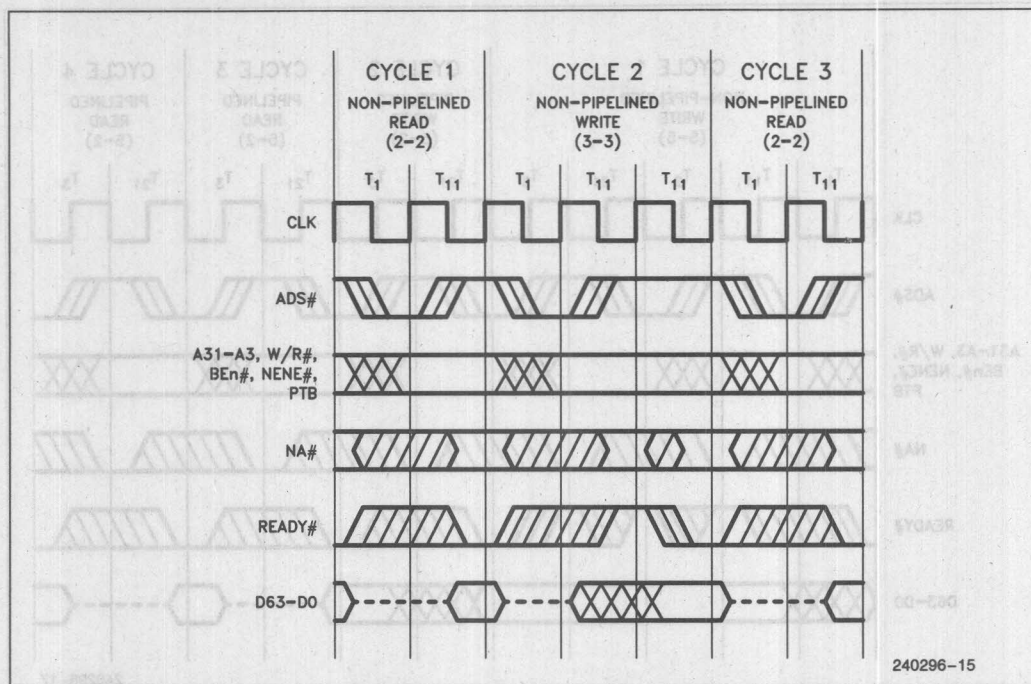 CYCLE 1 CYCLE 2 CYCLE 3
NON-PIPELINED NON-PIPELINED NON-PIPELINED
READ WRITE READ
(2-2) (3-3) (2-2)
T1 T11 T1 T11 T11 T1 T11
CLK
ADS#
A31-A3, W/R#,
BEn#, NENE#,
PTB
NA#
READY#
D63-D0
240296-15